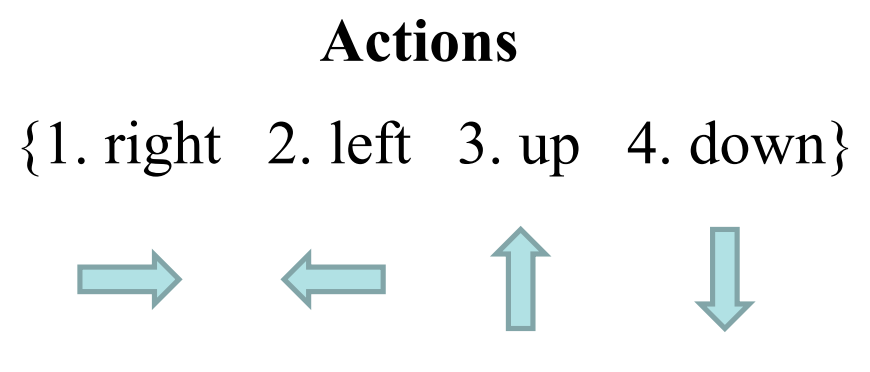 Actions
{1. right 2. left 3. up 4. down}